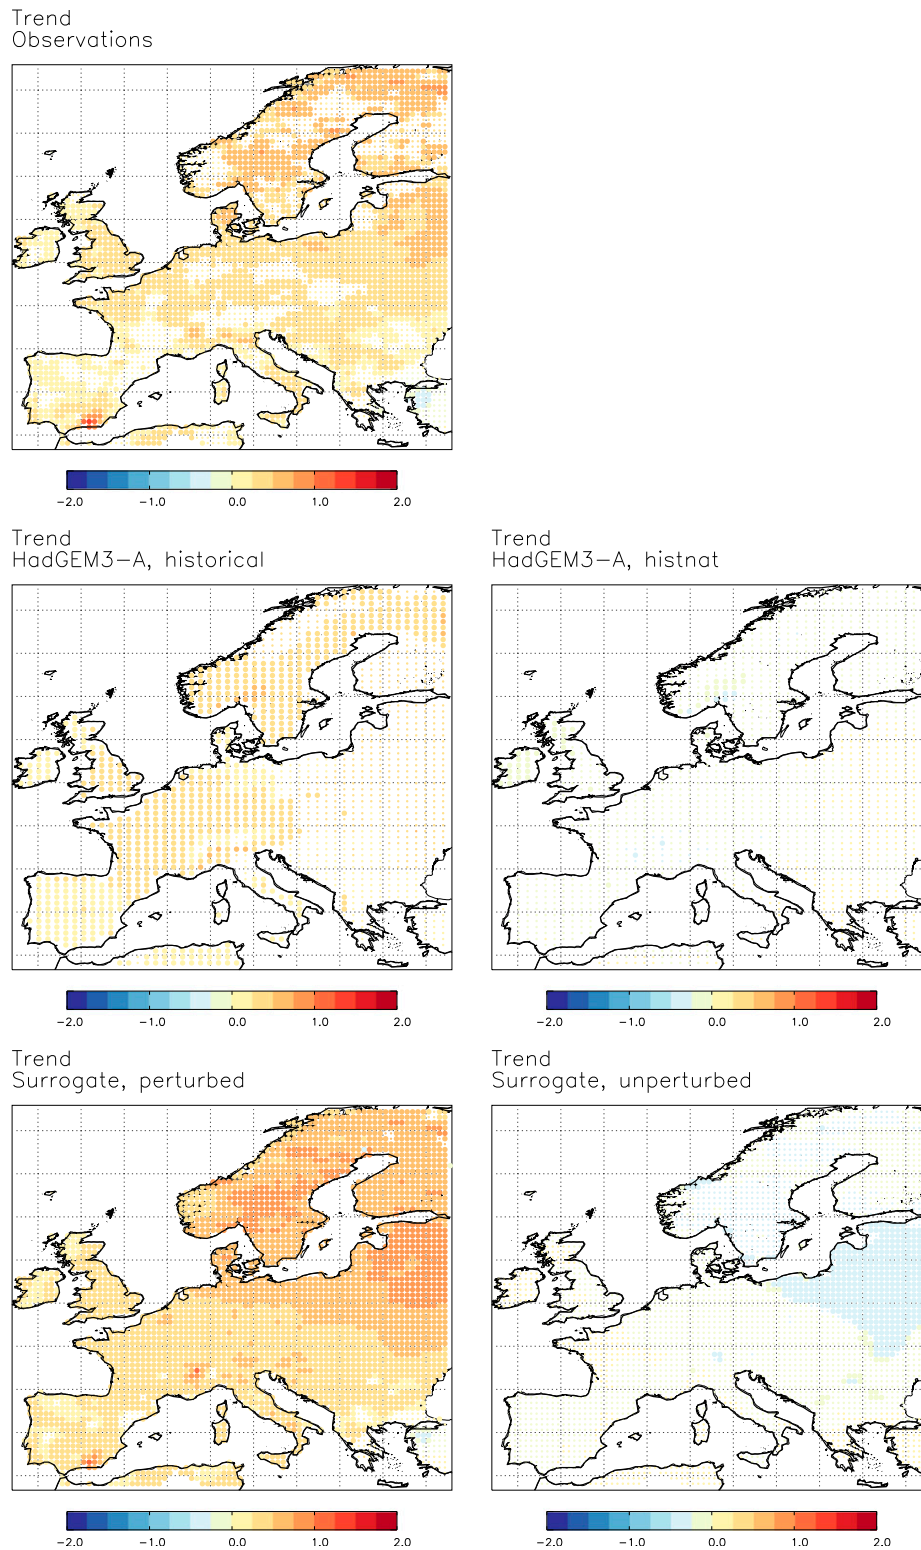 Trend
Observations
−2.0 −1.0 0.0 1.0 2.0
Trend
HadGEM3−A, historical
−2.0 −1.0 0.0 1.0 2.0
Trend
HadGEM3−A, histnat
−2.0 −1.0 0.0 1.0 2.0
Trend
Surrogate, perturbed
−2.0 −1.0 0.0 1.0 2.0
Trend
Surrogate, unperturbed
−2.0 −1.0 0.0 1.0 2.0